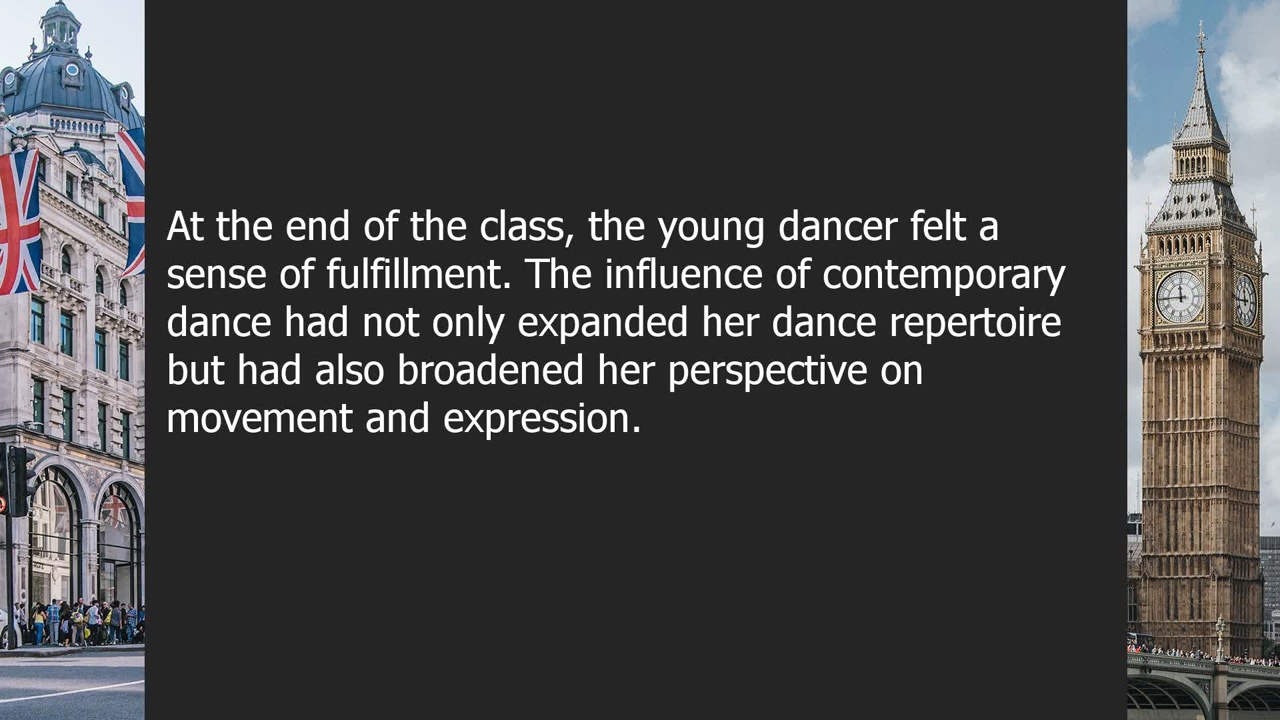 At the end of the class, the young dancer felt a
sense of fulfillment. The influence of contemporary
dance had not only expanded her dance repertoire
but had also broadened her perspective on
movement and expression.